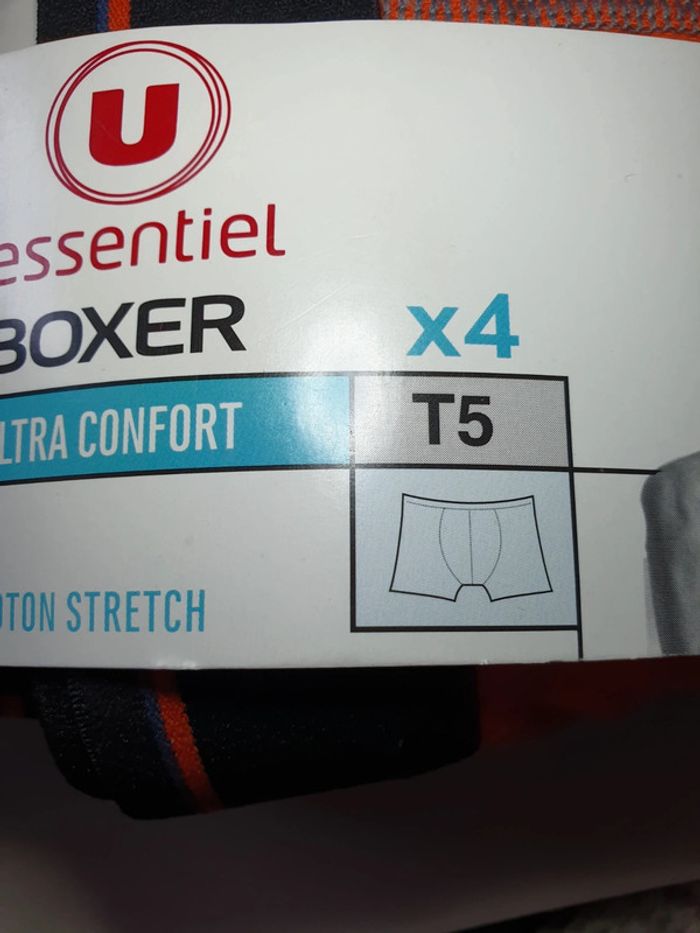 U
essentiel
BOXER
x4
LTRA CONFORT
T5
OTON STRETCH